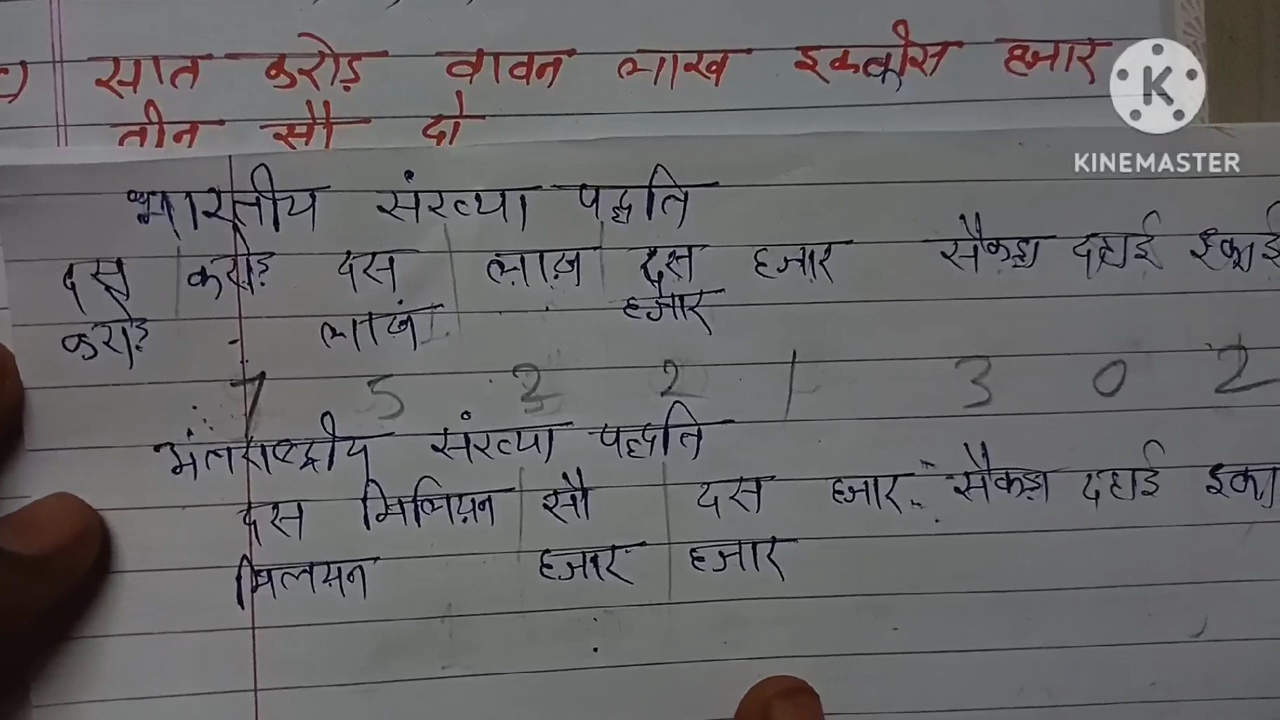 सात करोड़ वावन लाख इक्कीस हजार
तीन सौ दो
KINEMASTER
भारतीय संख्या पद्धति
दस करोड़ दस लाख दस हजार सैकड़ा दहाई इकाई
करोड़ लाख हजार
7 5 2 2 1 3 0 2
अंतराष्ट्रीय संख्या पद्धति
दस मिलियन सौ दस हजार सैकड़ा दहाई इका
मिलयन हजार हजार